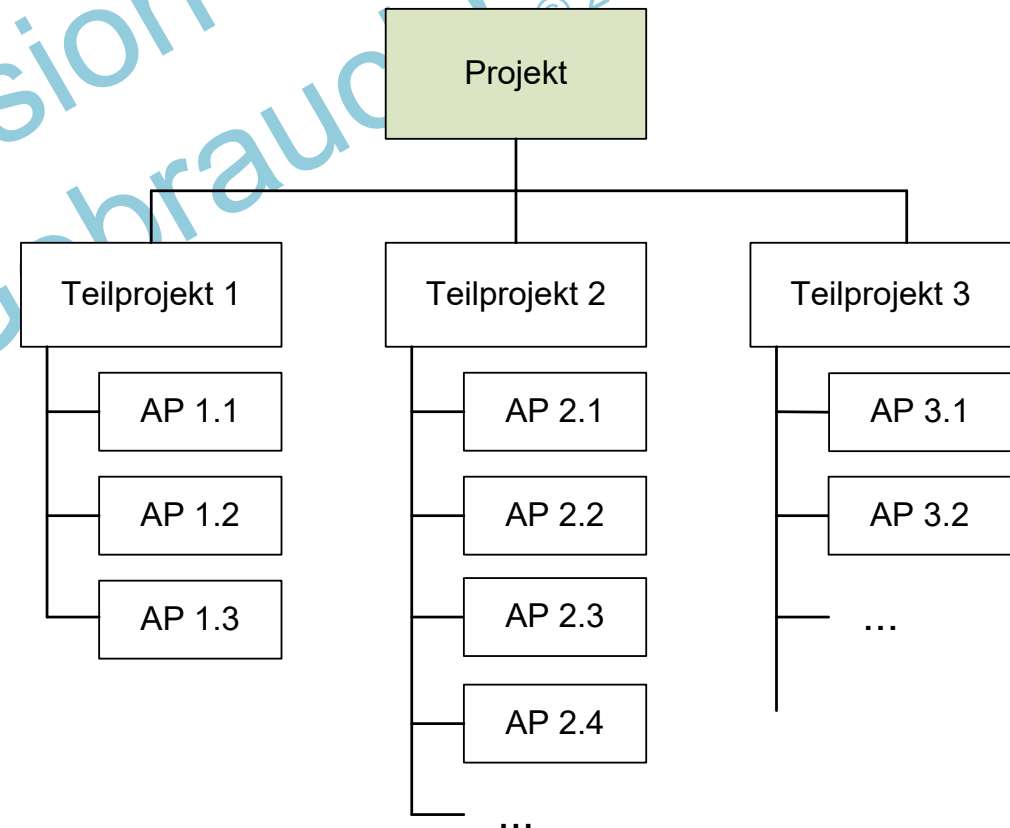 Projekt
Teilprojekt 1
AP 1.1
AP 1.2
AP 1.3
Teilprojekt 2
AP 2.1
AP 2.2
AP 2.3
AP 2.4
...
Teilprojekt 3
AP 3.1
AP 3.2
...